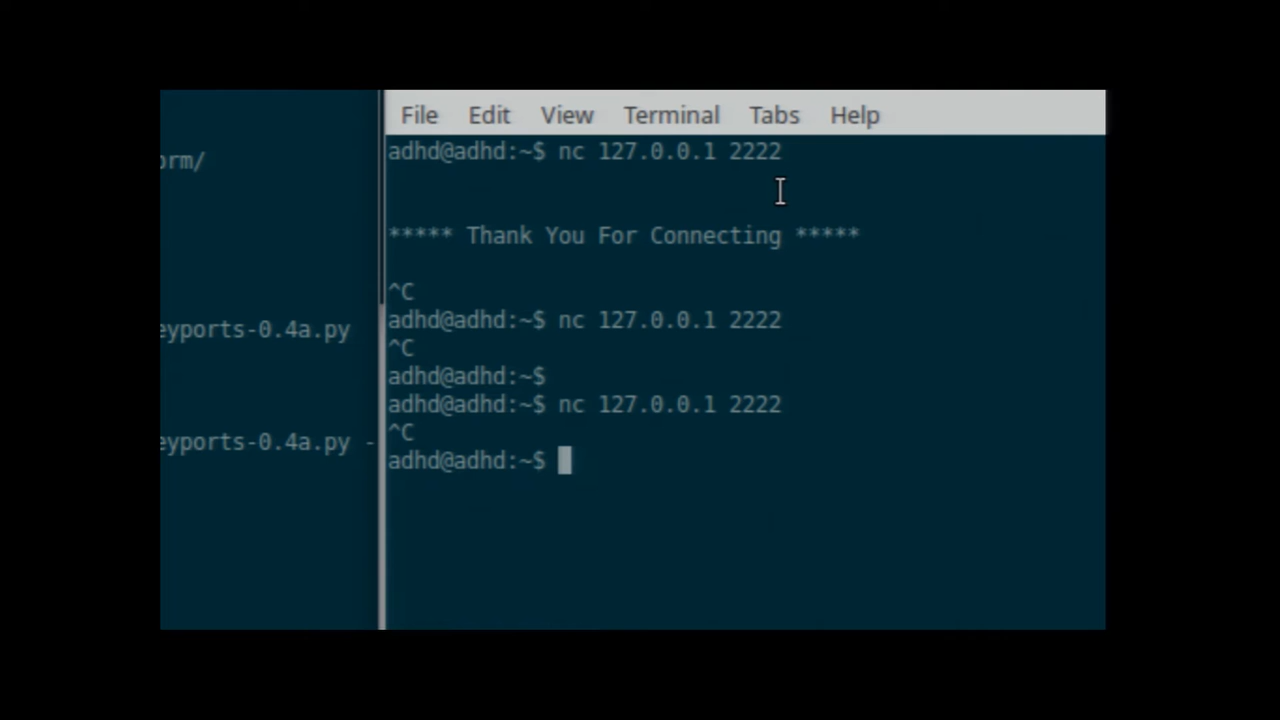 orm/
eyports-0.4a.py
eyports-0.4a.py -
File Edit View Terminal Tabs Help
adhd@adhd:~$ nc 127.0.0.1 2222
***** Thank You For Connecting *****
^C
adhd@adhd:~$ nc 127.0.0.1 2222
^C
adhd@adhd:~$
adhd@adhd:~$ nc 127.0.0.1 2222
^C
adhd@adhd:~$